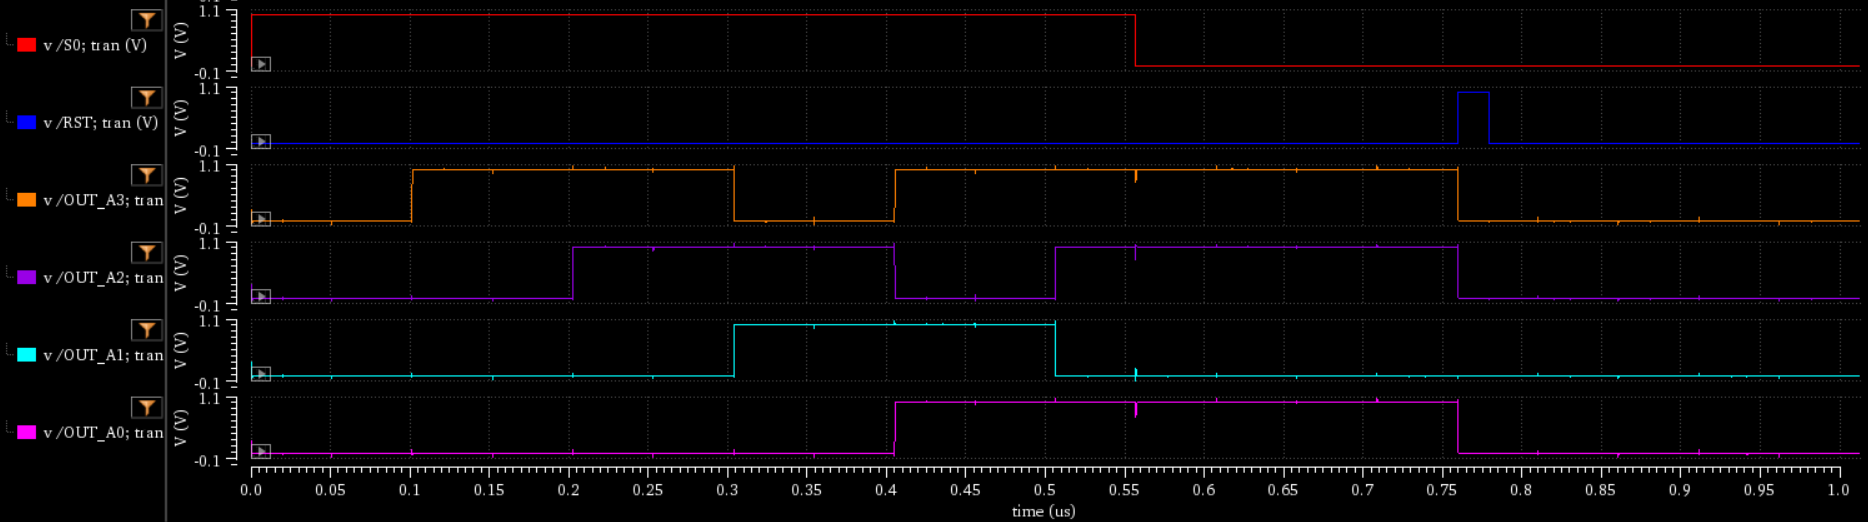 1.1
v /S0; tran (V)
V (V)
-0.1
1.1
v /RST; tran (V)
V (V)
-0.1
1.1
v /OUT_A3; tran
V (V)
-0.1
1.1
v /OUT_A2; tran
V (V)
-0.1
1.1
v /OUT_A1; tran
V (V)
-0.1
1.1
v /OUT_A0; tran
V (V)
-0.1
0.0 0.05 0.1 0.15 0.2 0.25 0.3 0.35 0.4 0.45 0.5 0.55 0.6 0.65 0.7 0.75 0.8 0.85 0.9 0.95 1.0
time (us)